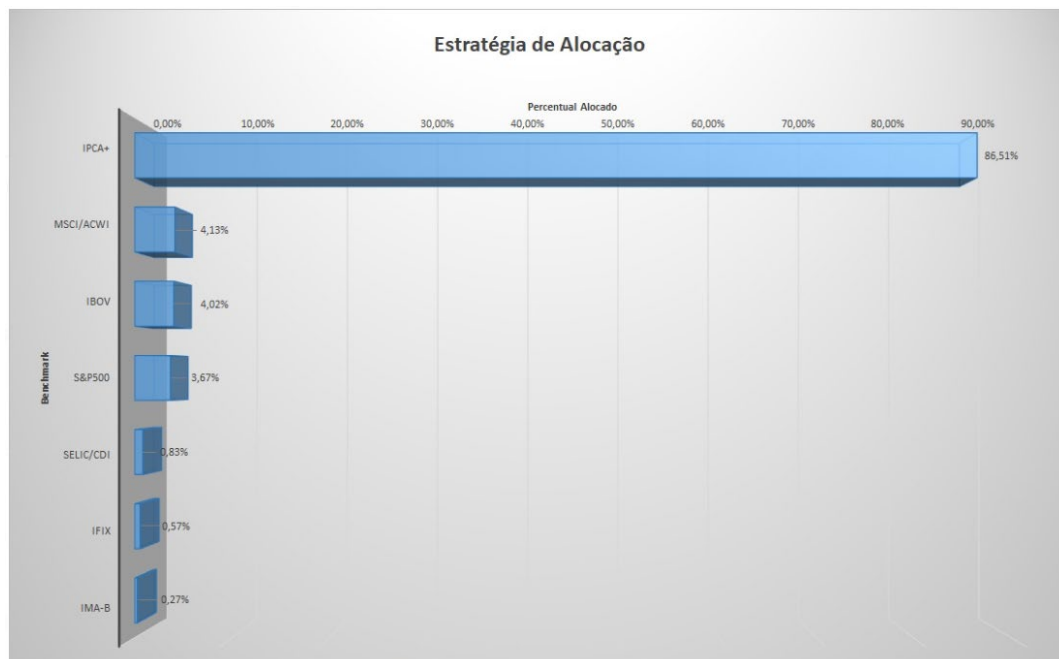 Estratégia de Alocação
Percentual Alocado
0,00% 10,00% 20,00% 30,00% 40,00% 50,00% 60,00% 70,00% 80,00% 90,00%
Benchmark
IPCA+ 86,51%
MSCI/ACWI 4,13%
IBOV 4,02%
S&P500 3,67%
SELIC/CDI 0,83%
IFIX 0,57%
IMA-B 0,27%